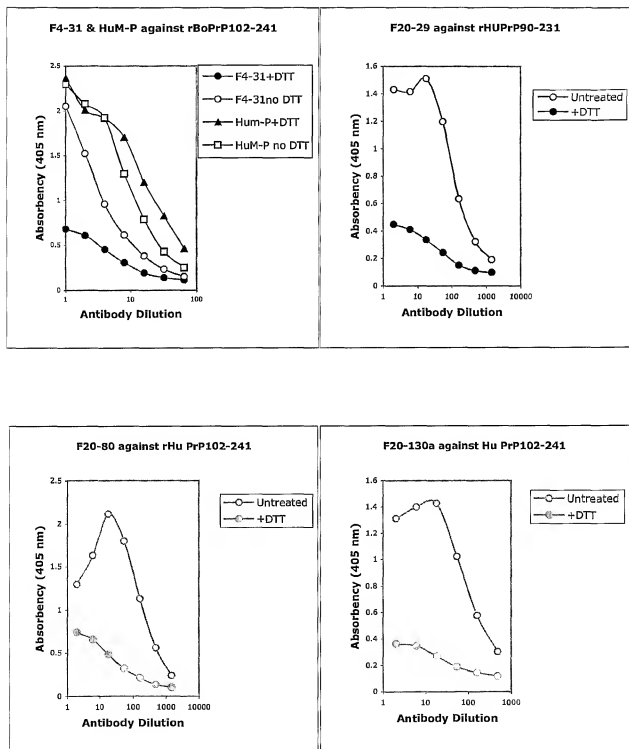 F4-31 & HuM-P against rBoPrP102-241
2.5
2
1.5
1
0.5
0
1
10
100
Absorbency (405 nm)
Antibody Dilution
F4-31+DTT
F4-31no DTT
Hum-P+DTT
HuM-P no DTT
F20-29 against rHUPrP90-231
1.6
1.4
1.2
1
0.8
0.6
0.4
0.2
0
1
10
100
1000
10000
Absorbency (405 nm)
Antibody Dilution
Untreated
+DTT
F20-80 against rHu PrP102-241
2.5
2
1.5
1
0.5
0
1
10
100
1000
10000
Absorbency (405 nm)
Antibody Dilution
Untreated
+DTT
F20-130a against Hu PrP102-241
1.6
1.4
1.2
1
0.8
0.6
0.4
0.2
0
1
10
100
1000
Absorbency (405 nm)
Antibody Dilution
Untreated
+DTT